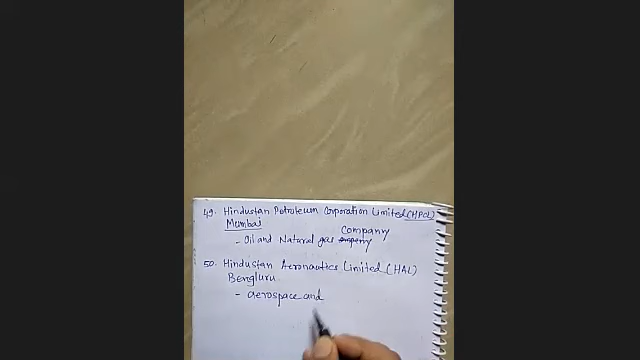 49. Hindustan Petroleum Corporation Limited (HPCL)
Mumbai
Company
- Oil and Natural gas
50. Hindustan Aeronautics Limited (HAL)
Bengluru
- aerospace and